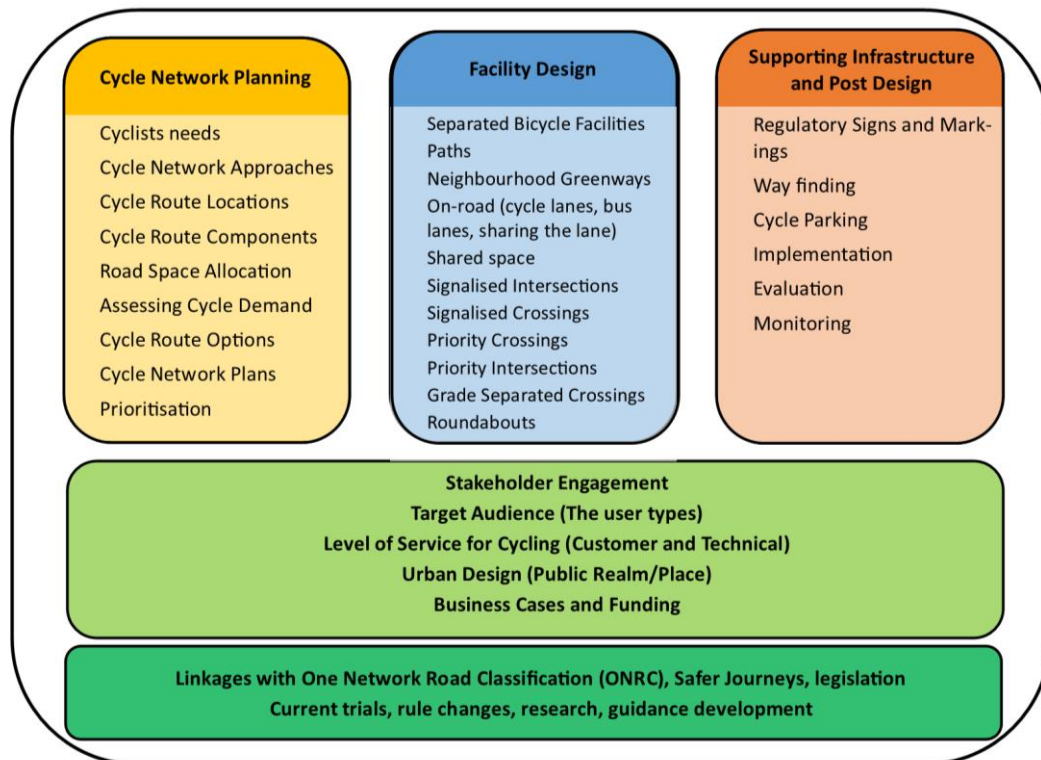 Cycle Network Planning
Cyclists needs
Cycle Network Approaches
Cycle Route Locations
Cycle Route Components
Road Space Allocation
Assessing Cycle Demand
Cycle Route Options
Cycle Network Plans
Prioritisation
Facility Design
Separated Bicycle Facilities
Paths
Neighbourhood Greenways
On-road (cycle lanes, bus
lanes, sharing the lane)
Shared space
Signalised Intersections
Signalised Crossings
Priority Crossings
Priority Intersections
Grade Separated Crossings
Roundabouts
Supporting Infrastructure
and Post Design
Regulatory Signs and Mark-
ings
Way finding
Cycle Parking
Implementation
Evaluation
Monitoring
Stakeholder Engagement
Target Audience (The user types)
Level of Service for Cycling (Customer and Technical)
Urban Design (Public Realm/Place)
Business Cases and Funding
Linkages with One Network Road Classification (ONRC), Safer Journeys, legislation
Current trials, rule changes, research, guidance development